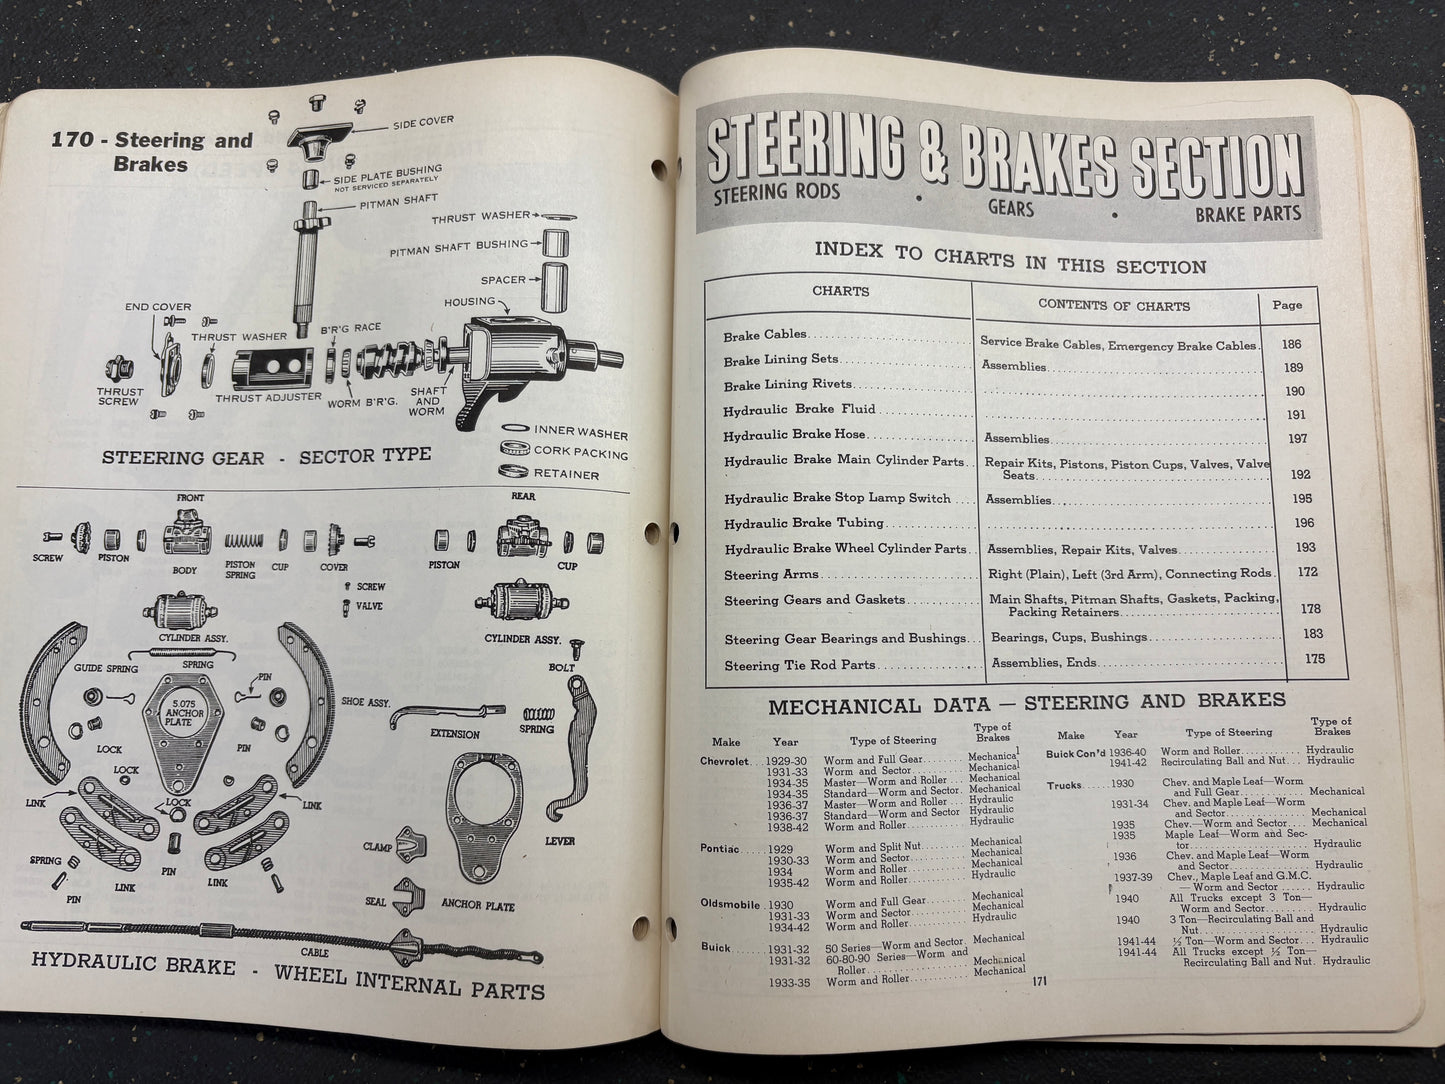 170 - Steering and
Brakes
SIDE COVER
SIDE PLATE BUSHING
NOT SERVICED SEPARATELY
PITMAN SHAFT
THRUST WASHER
PITMAN SHAFT BUSHING
SPACER
HOUSING
END COVER
THRUST WASHER
B'R'G RACE
THRUST
SCREW
THRUST ADJUSTER
WORM B'R'G.
SHAFT
AND
WORM
INNER WASHER
CORK PACKING
RETAINER
STEERING GEAR - SECTOR TYPE
FRONT
REAR
SCREW
PISTON
BODY
PISTON
SPRING
CUP
COVER
PISTON
CUP
SCREW
VALVE
CYLINDER ASSY.
CYLINDER ASSY.
GUIDE SPRING
SPRING
BOLT
PIN
5.075
ANCHOR
PLATE
SHOE ASSY.
EXTENSION
SPRING
LOCK
PIN
LOCK
LINK
LOCK
LINK
LEVER
CLAMP
SPRING
PIN
LINK
PIN
LINK
SEAL
ANCHOR PLATE
CABLE
HYDRAULIC BRAKE - WHEEL INTERNAL PARTS
STEERING & BRAKES SECTION
STEERING RODS • GEARS • BRAKE PARTS
INDEX TO CHARTS IN THIS SECTION
CHARTS CONTENTS OF CHARTS Page
Brake Cables Service Brake Cables, Emergency Brake Cables. 186
Brake Lining Sets Assemblies 189
Brake Lining Rivets 190
Hydraulic Brake Fluid 191
Hydraulic Brake Hose Assemblies 197
Hydraulic Brake Main Cylinder Parts Repair Kits, Pistons, Piston Cups, Valves, Valve
Seats 192
Hydraulic Brake Stop Lamp Switch Assemblies 195
Hydraulic Brake Tubing 196
Hydraulic Brake Wheel Cylinder Parts Assemblies, Repair Kits, Valves 193
Steering Arms Right (Plain), Left (3rd Arm), Connecting Rods. 172
Steering Gears and Gaskets Main Shafts, Pitman Shafts, Gaskets, Packing,
Packing Retainers 178
Steering Gear Bearings and Bushings Bearings, Cups, Bushings 183
Steering Tie Rod Parts Assemblies, Ends 175
MECHANICAL DATA — STEERING AND BRAKES
Make Year Type of Steering Type of
Brakes
Chevrolet 1929-30 Worm and Full Gear Mechanical
1931-33 Worm and Sector Mechanical
1934-35 Master—Worm and Roller Mechanical
1934-35 Standard—Worm and Sector. Mechanical
1936-37 Master—Worm and Roller Hydraulic
1936-37 Standard—Worm and Sector Hydraulic
1938-42 Worm and Roller Hydraulic
Pontiac 1929 Worm and Split Nut Mechanical
1930-33 Worm and Sector Mechanical
1934 Worm and Roller Mechanical
1935-42 Worm and Roller Hydraulic
Oldsmobile 1930 Worm and Full Gear Mechanical
1931-33 Worm and Sector Mechanical
1934-42 Worm and Roller Hydraulic
Buick 1931-32 50 Series—Worm and Sector. Mechanical
1931-32 60-80-90 Series—Worm and
Roller Mechanical
1933-35 Worm and Roller Mechanical
Make Year Type of Steering Type of
Brakes
Buick Con'd 1936-40 Worm and Roller Hydraulic
1941-42 Recirculating Ball and Nut Hydraulic
Trucks 1930 Chev. and Maple Leaf—Worm
and Full Gear Mechanical
1931-34 Chev. and Maple Leaf—Worm
and Sector Mechanical
1935 Chev.—Worm and Sector Mechanical
1935 Maple Leaf—Worm and Sec-
tor Hydraulic
1936 Chev. and Maple Leaf—Worm
and Sector Hydraulic
1937-39 Chev., Maple Leaf and G.M.C.
—Worm and Sector Hydraulic
1940 All Trucks except 3 Ton—
Worm and Sector Hydraulic
1940 3 Ton—Recirculating Ball and
Nut Hydraulic
1941-44 ½ Ton—Worm and Sector Hydraulic
1941-44 All Trucks except ½ Ton—
Recirculating Ball and Nut. Hydraulic
171